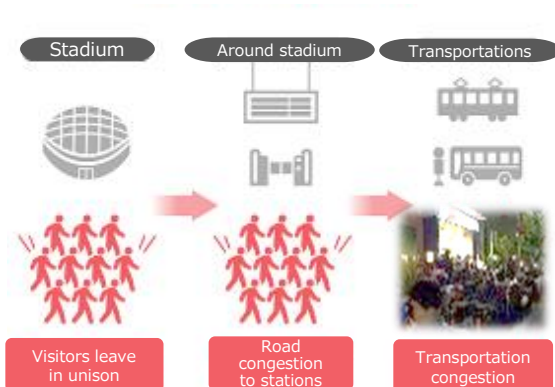 Stadium
Around stadium
Transportations
Visitors leave
in unison
Road
congestion
to stations
Transportation
congestion